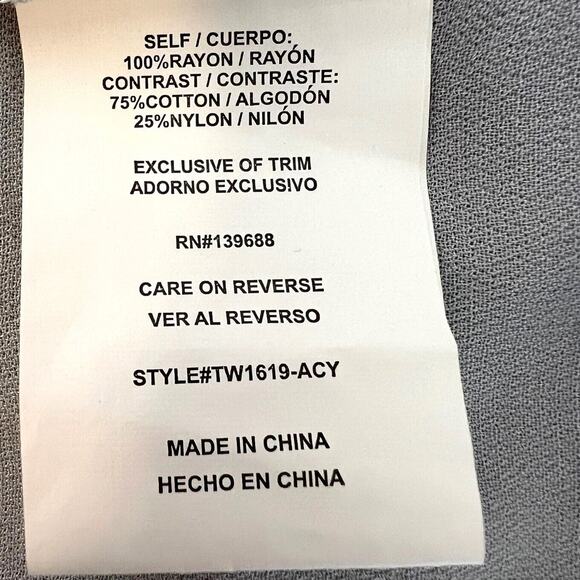 SELF / CUERPO:
100%RAYON / RAYÓN
CONTRAST / CONTRASTE:
75%COTTON / ALGODÓN
25%NYLON / NILÓN
EXCLUSIVE OF TRIM
ADORNO EXCLUSIVO
RN#139688
CARE ON REVERSE
VER AL REVERSO
STYLE#TW1619-ACY
MADE IN CHINA
HECHO EN CHINA